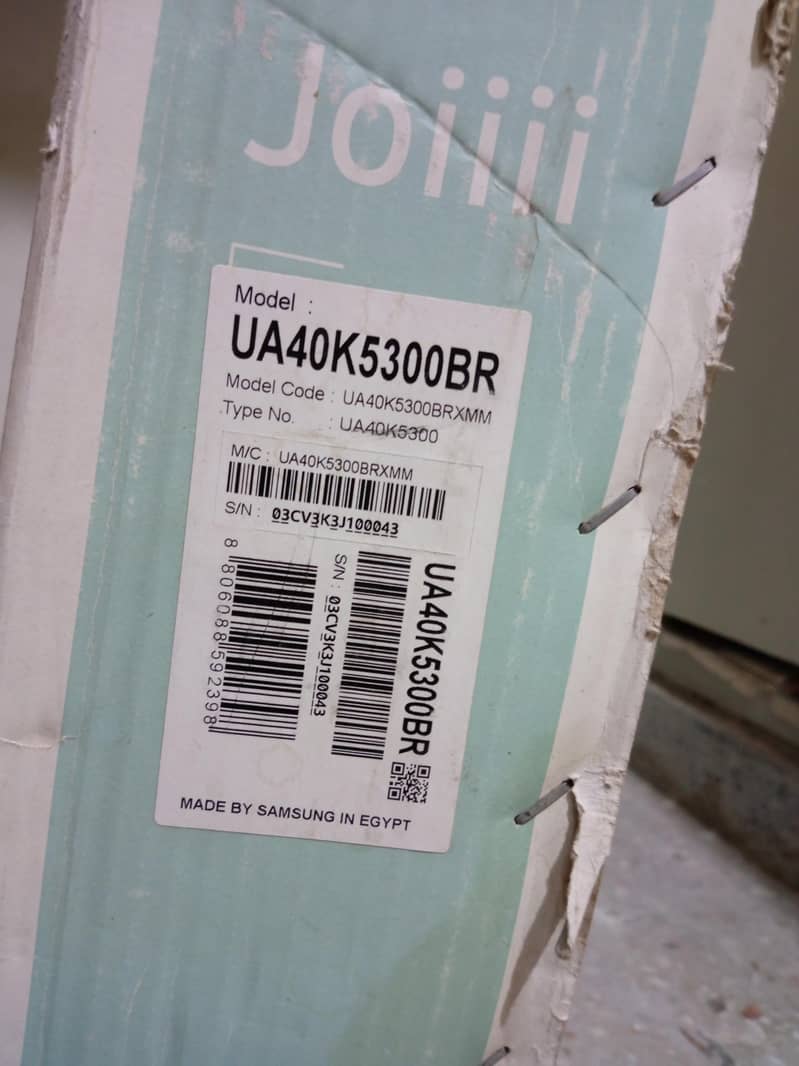 Joiiii
Model :
UA40K5300BR
Model Code : UA40K5300BRXMM
Type No. : UA40K5300
M/C : UA40K5300BRXMM
S/N : 03CV3K3J100043
8 806088 592398
S/N : 03CV3K3J100043
UA40K5300BR
MADE BY SAMSUNG IN EGYPT